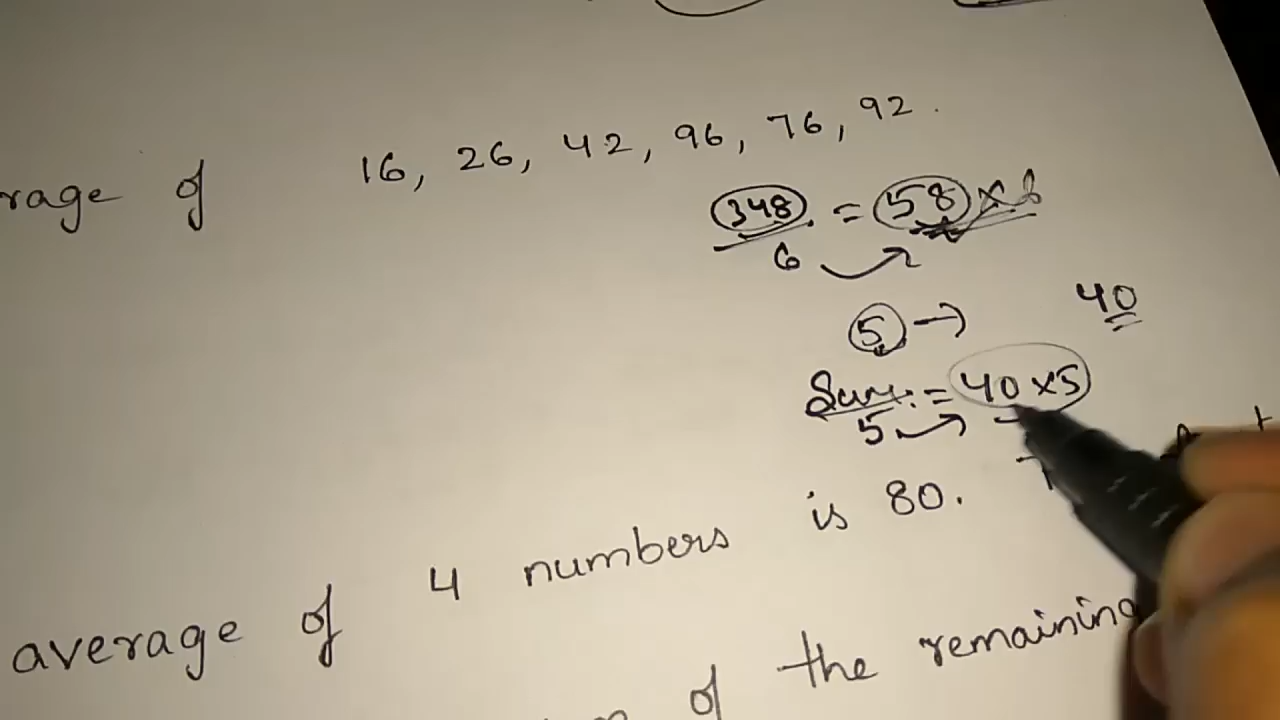 rage of 16, 26, 42, 96, 76, 92.
348 = 58 x 6
6
5 → 40
Sum = 40 x 5
5
is 80.
average of 4 numbers
of the remaining